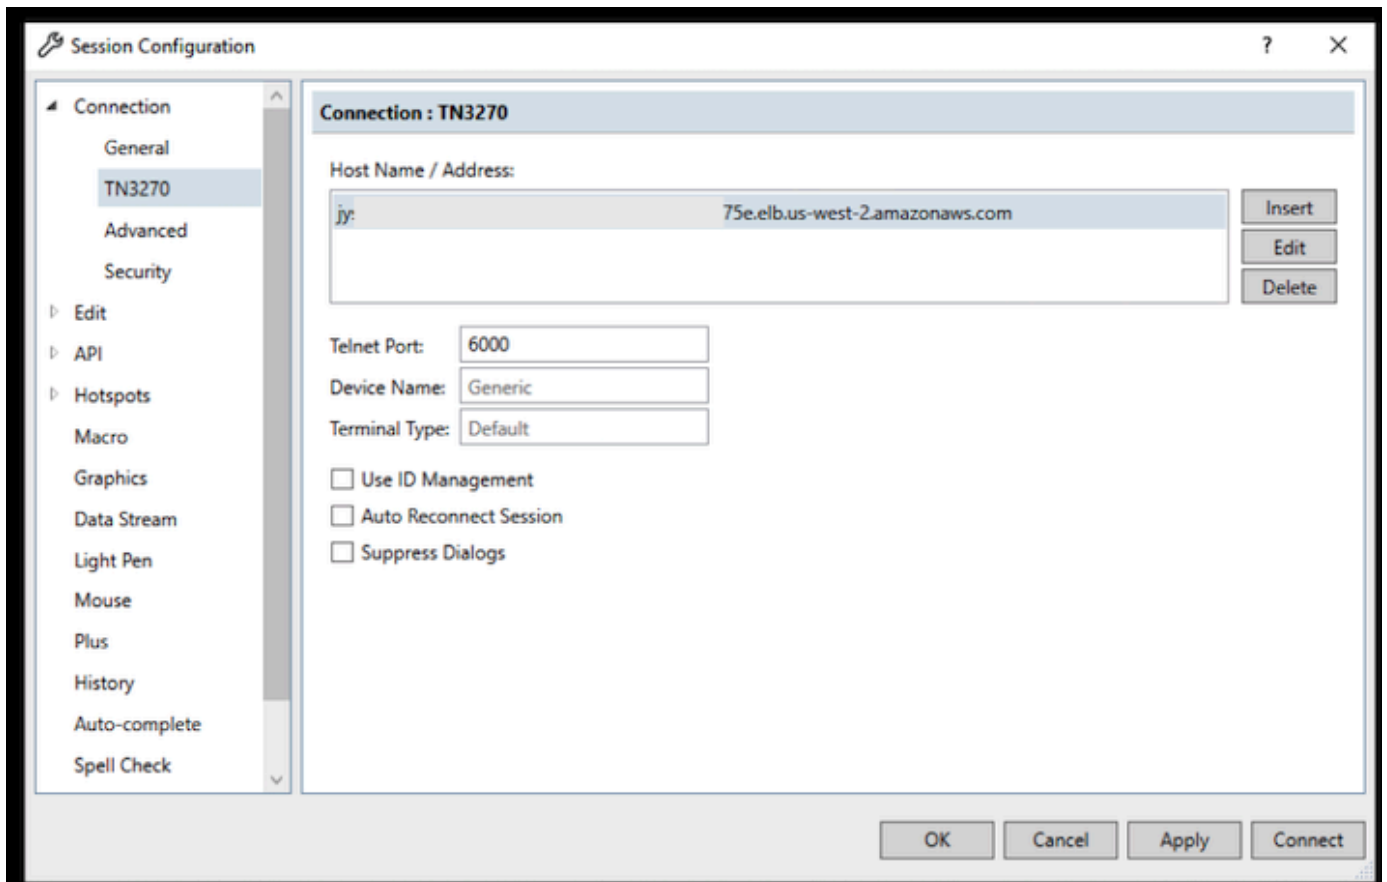 Session Configuration
?
Connection
General
TN3270
Advanced
Security
Edit
API
Hotspots
Macro
Graphics
Data Stream
Light Pen
Mouse
Plus
History
Auto-complete
Spell Check
Connection : TN3270
Host Name / Address:
jy: 75e.elb.us-west-2.amazonaws.com
Insert
Edit
Delete
Telnet Port: 6000
Device Name: Generic
Terminal Type: Default
Use ID Management
Auto Reconnect Session
Suppress Dialogs
OK Cancel Apply Connect